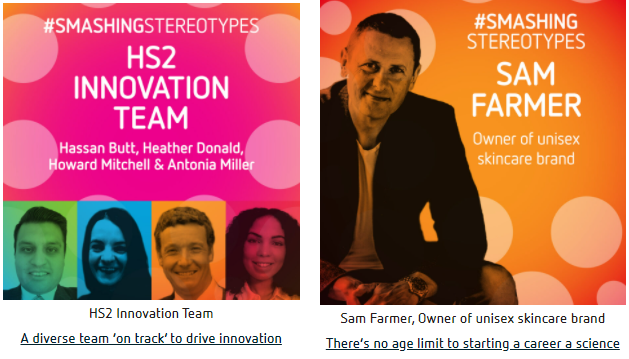 #SMASHINGSTEREOTYPES
HS2
INNOVATION
TEAM
Hassan Butt, Heather Donald,
Howard Mitchell & Antonia Miller
HS2 Innovation Team
A diverse team ‘on track’ to drive innovation
#SMASHING
STEREOTYPES
SAM
FARMER
Owner of unisex
skincare brand
Sam Farmer, Owner of unisex skincare brand
There’s no age limit to starting a career a science